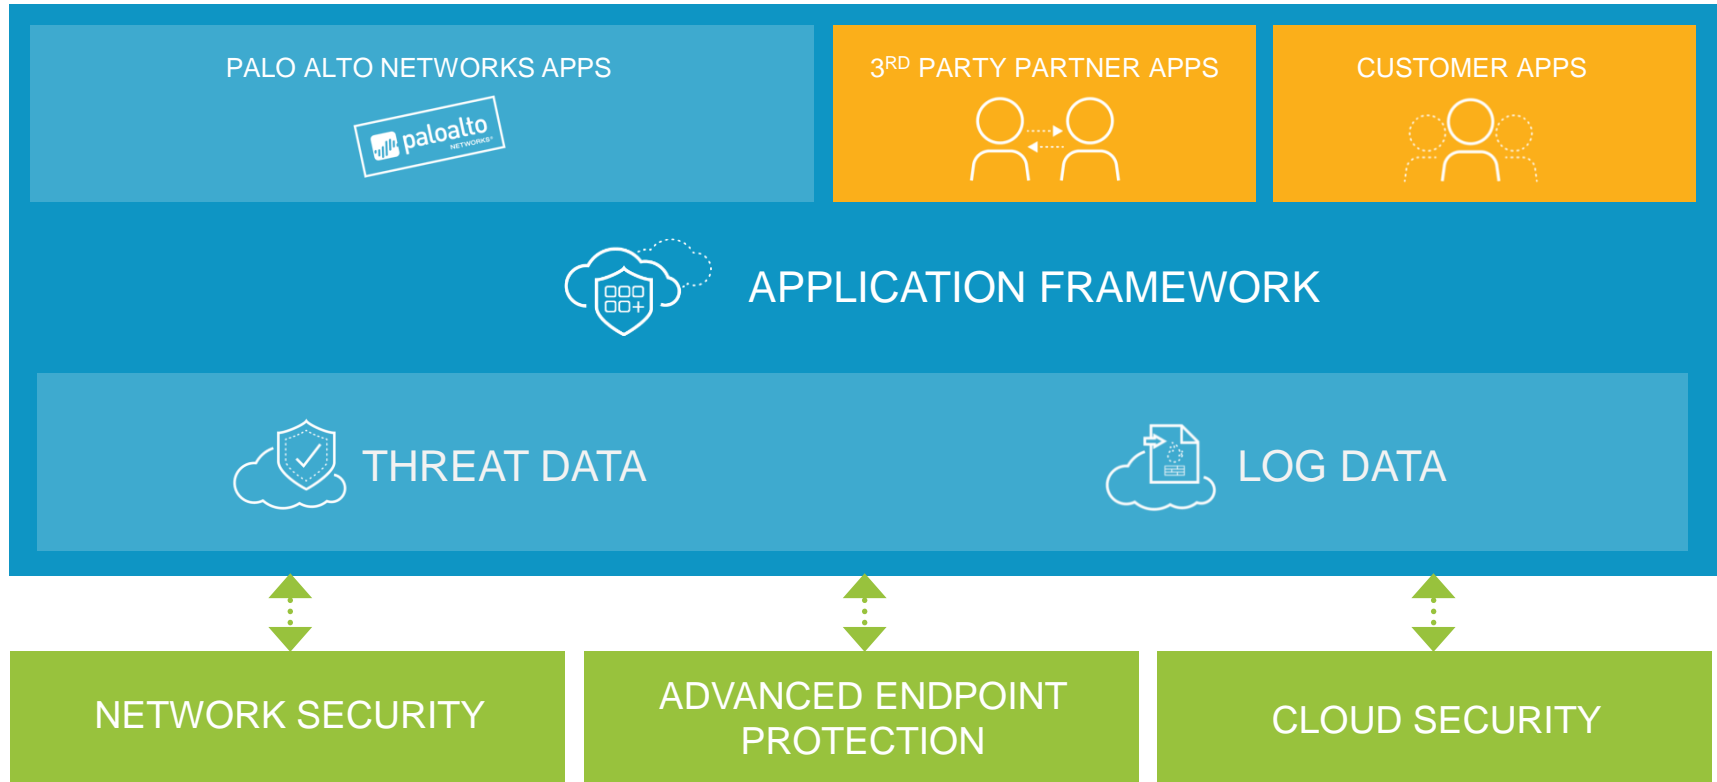 PALO ALTO NETWORKS APPS
paloalto
NETWORKS®
3RD PARTY PARTNER APPS
CUSTOMER APPS
APPLICATION FRAMEWORK
THREAT DATA
LOG DATA
NETWORK SECURITY
ADVANCED ENDPOINT
PROTECTION
CLOUD SECURITY